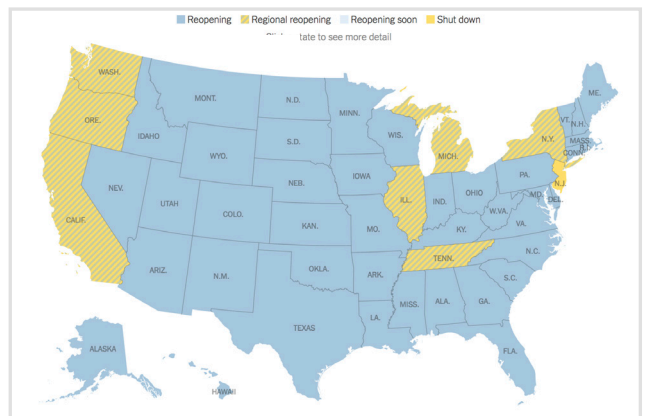 Reopening Regional reopening Reopening soon Shut down
tate to see more detail
WASH.
MONT.
N.D.
MINN.
ME.
ORE.
IDAHO
S.D.
WIS.
MICH.
N.Y.
VT.
N.H.
MASS.
CONN.
R.I.
WYO.
IOWA
NEB.
PA.
N.J.
NEV.
UTAH
COLO.
ILL.
IND.
OHIO
MD.
DEL.
CALIF.
KAN.
MO.
KY.
W.VA.
VA.
ARIZ.
N.M.
OKLA.
ARK.
TENN.
N.C.
S.C.
TEXAS
LA.
MISS.
ALA.
GA.
ALASKA
FLA.
HAWAII